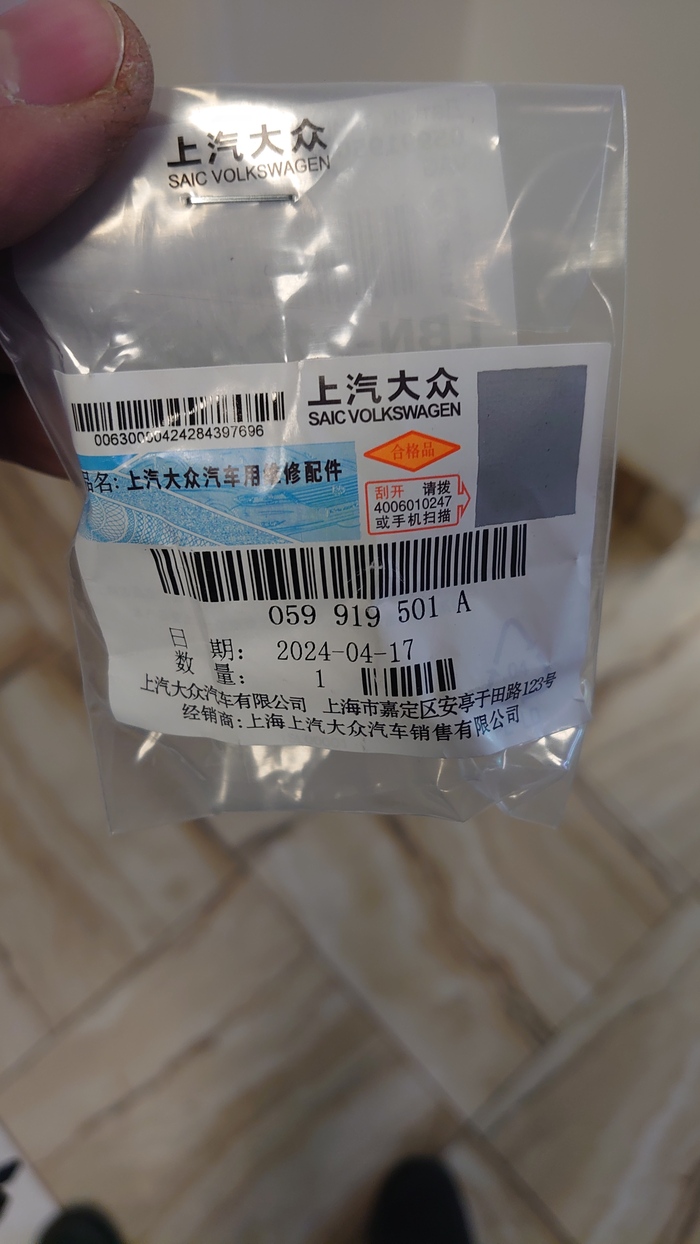 上汽大众
SAIC VOLKSWAGEN
上汽大众
SAIC VOLKSWAGEN
00630000424284397696
合格品
品名：上汽大众汽车用维修配件
刮开 请拨
4006010247
或手机扫描
059 919 501 A
日 期： 2024-04-17
数 量： 1
上汽大众汽车有限公司 上海市嘉定区安亭于田路123号
经销商：上海上汽大众汽车销售有限公司